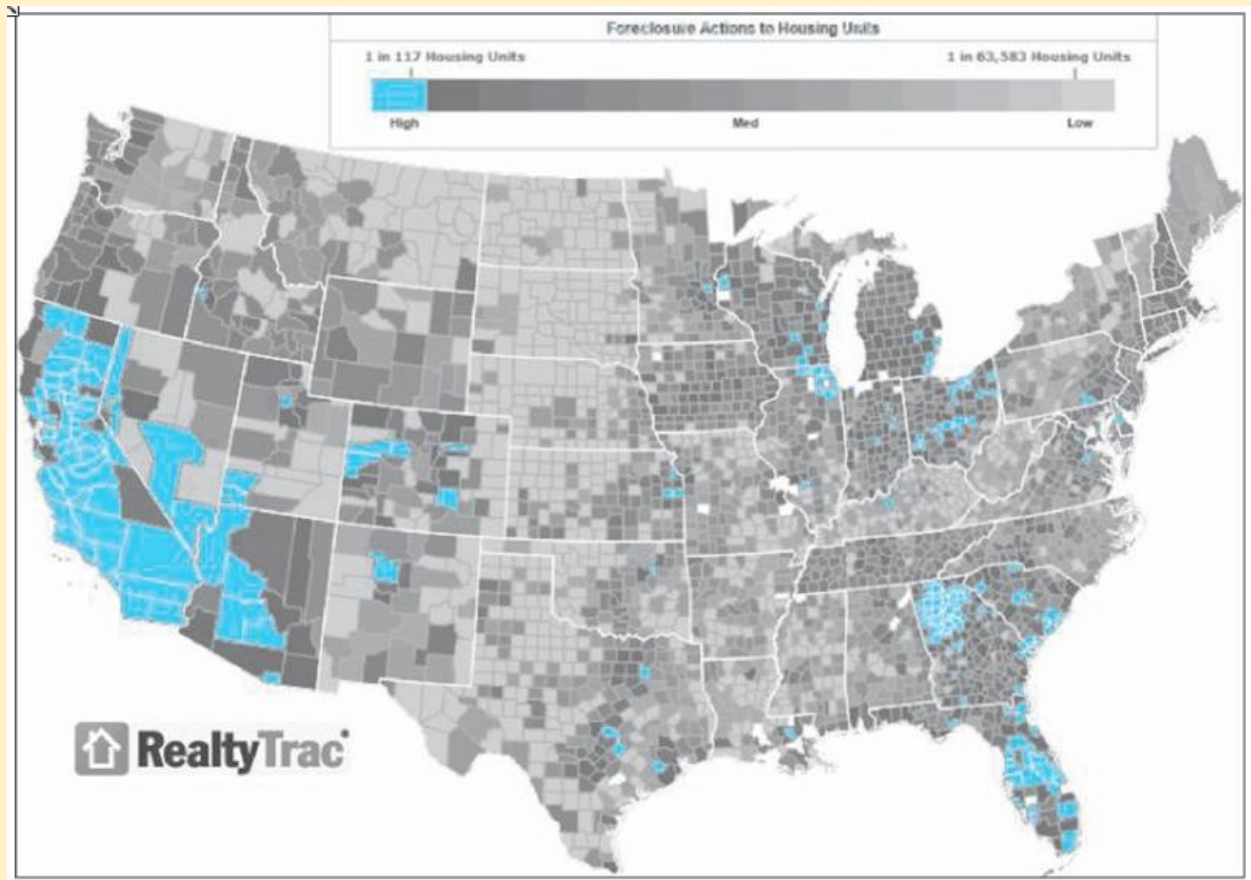 Foreclosure Actions to Housing Units
1 in 117 Housing Units 1 in 63,583 Housing Units
High Med Low
RealtyTrac®